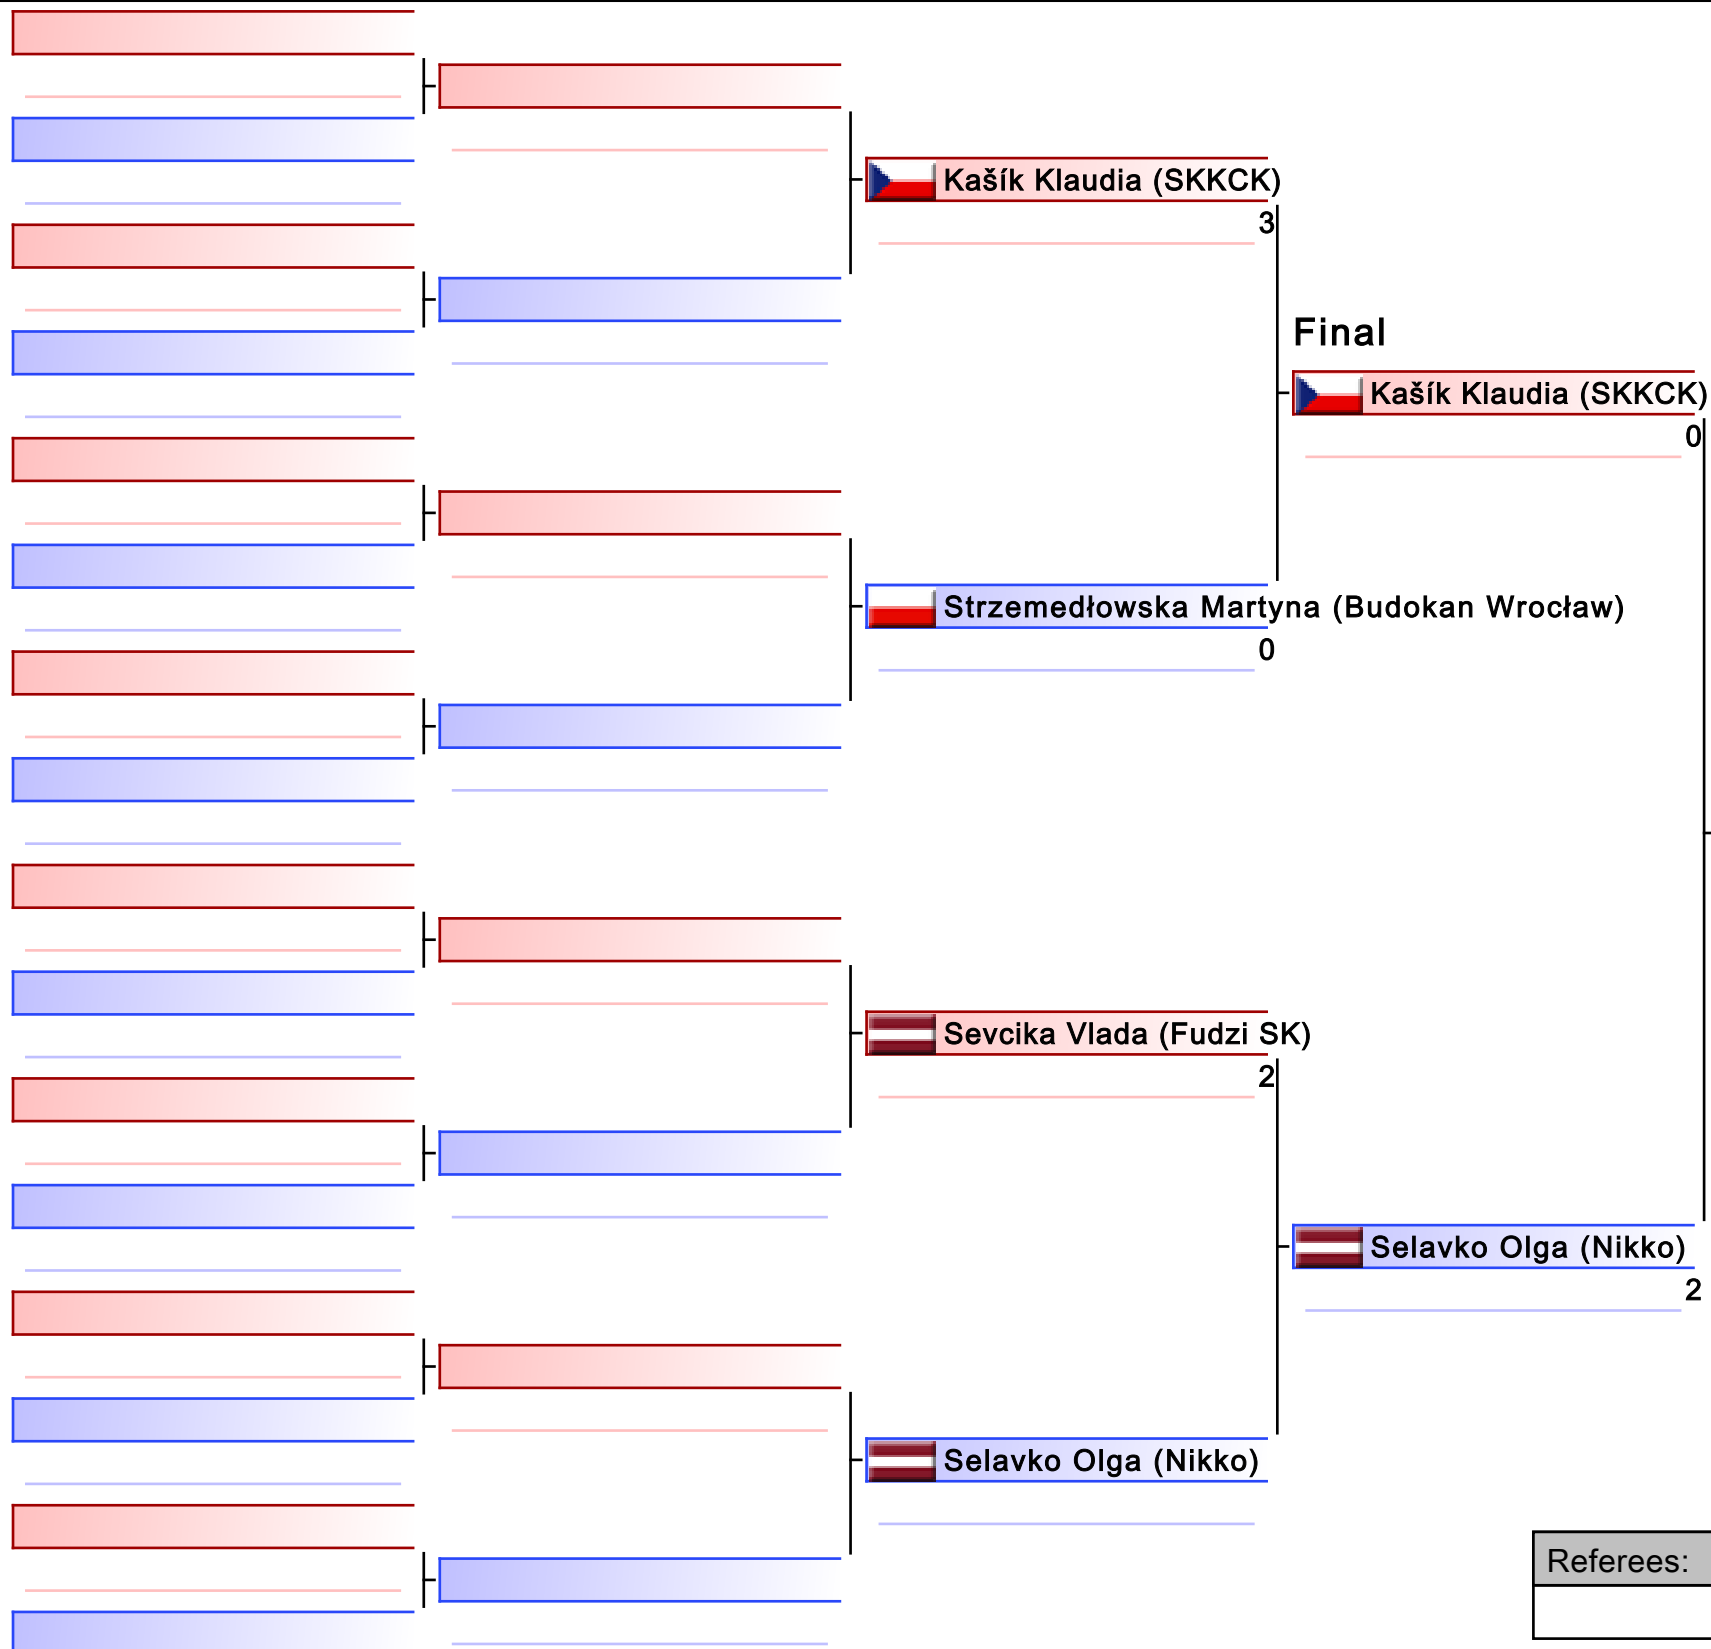 Kašík Klaudia (SKKCK)
3
Final
Kašík Klaudia (SKKCK)
0
Strzemedłowska Martyna (Budokan Wrocław)
0
Sevcika Vlada (Fudzi SK)
2
Selavko Olga (Nikko)
2
Selavko Olga (Nikko)
Referees: